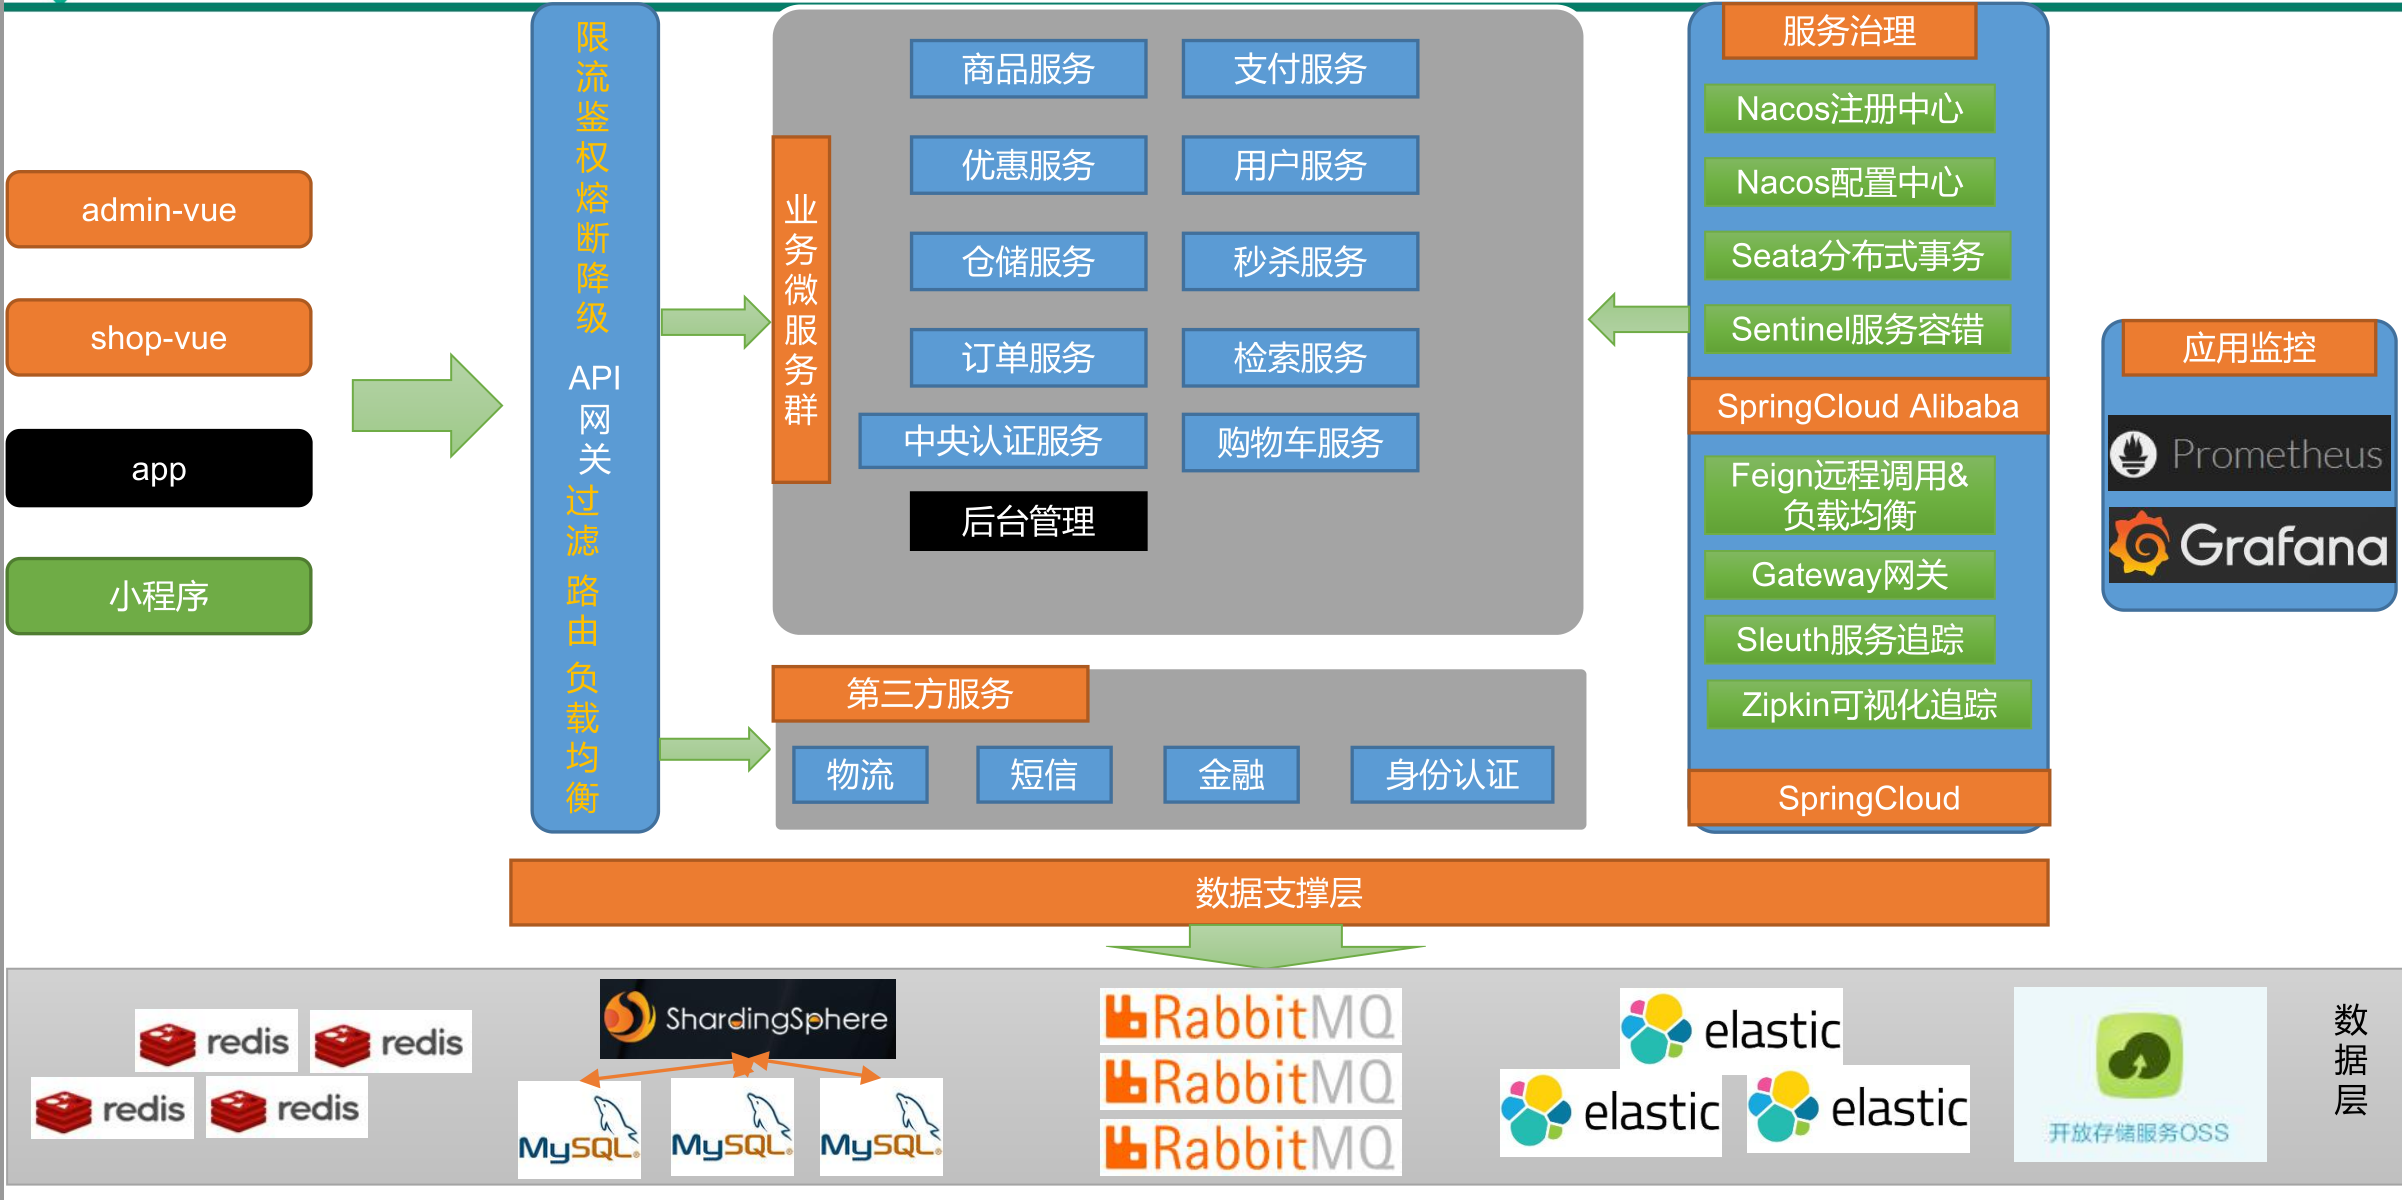 admin-vue
shop-vue
app
小程序
限流鉴权熔断降级
API
网关
过滤
路由
负载均衡
业务微服务群
商品服务
支付服务
优惠服务
用户服务
仓储服务
秒杀服务
订单服务
检索服务
中央认证服务
购物车服务
后台管理
第三方服务
物流
短信
金融
身份认证
服务治理
Nacos注册中心
Nacos配置中心
Seata分布式事务
Sentinel服务容错
SpringCloud Alibaba
Feign远程调用&
负载均衡
Gateway网关
Sleuth服务追踪
Zipkin可视化追踪
SpringCloud
应用监控
Prometheus
Grafana
数据支撑层
redis
redis
redis
redis
ShardingSphere
MySQL
MySQL
MySQL
RabbitMQ
RabbitMQ
RabbitMQ
elastic
elastic
elastic
开放存储服务OSS
数据层